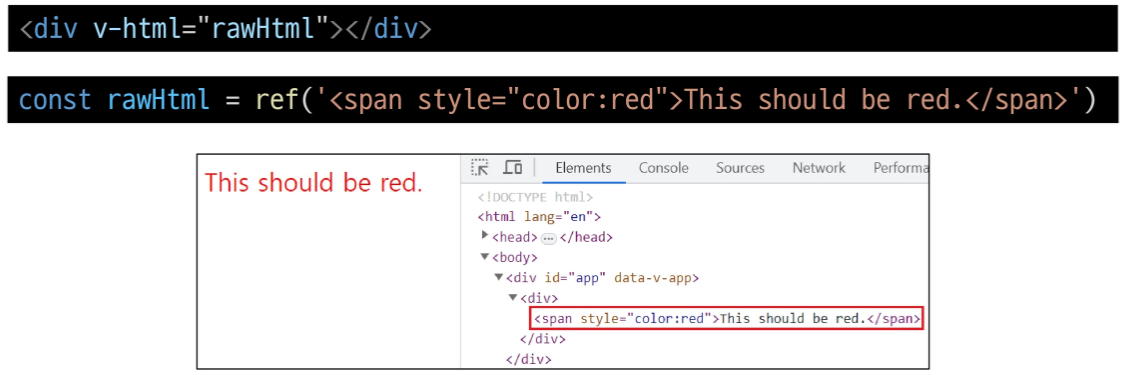 <div v-html="rawHtml"></div>
const rawHtml = ref('<span style="color:red">This should be red.</span>')
This should be red.
Elements Console Sources Network Performa
<!DOCTYPE html>
<html lang="en">
▶<head>…</head>
▼<body>
▼<div id="app" data-v-app>
▼<div>
<span style="color:red">This should be red.</span>
</div>
</div>